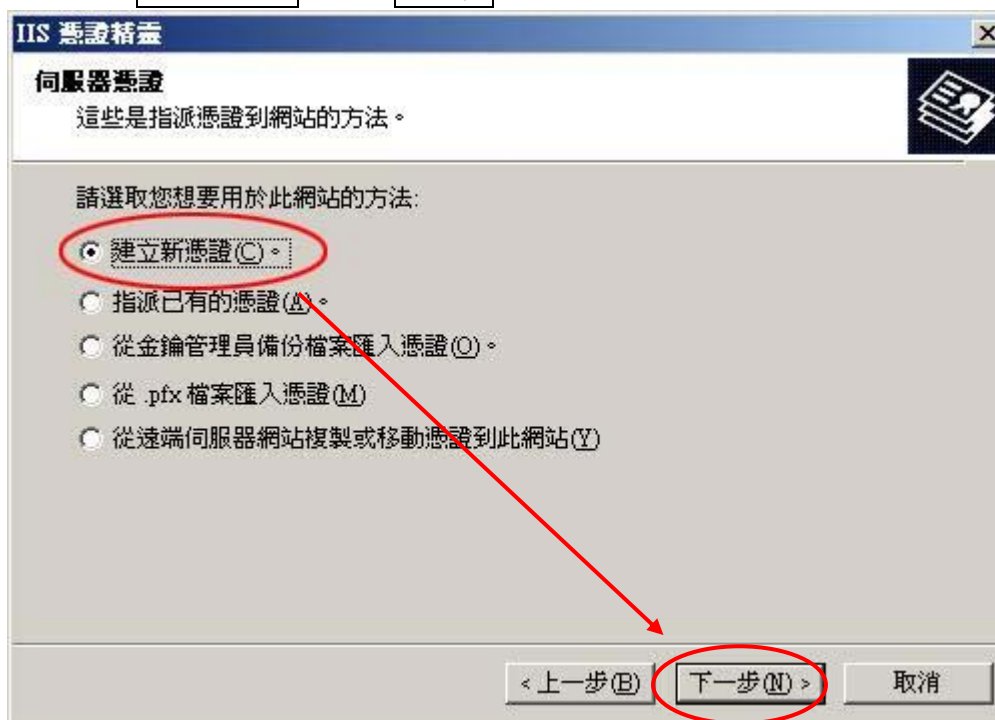 IIS 憑證精靈
伺服器憑證
這些是指派憑證到網站的方法。
請選取您想要用於此網站的方法:
建立新憑證(C)。
指派已有的憑證(A)。
從金鑰管理員備份檔案匯入憑證(O)。
從 .pfx 檔案匯入憑證(M)
從遠端伺服器網站複製或移動憑證到此網站(Y)
<上一步(B) 下一步(N)> 取消